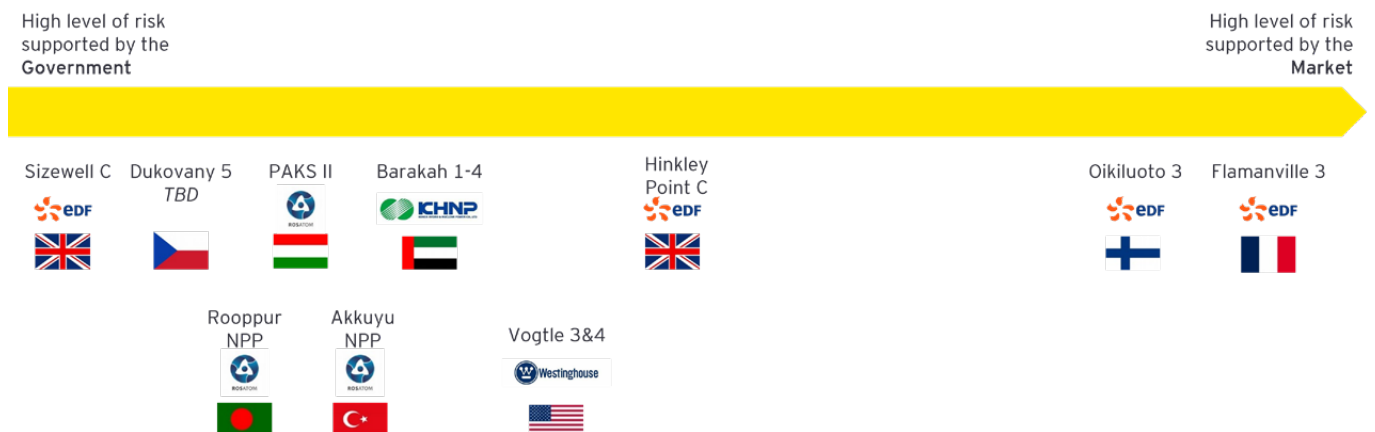 High level of risk
supported by the
Government
High level of risk
supported by the
Market
Sizewell C
eDF
Dukovany 5
TBD
PAKS II
ROSATOM
Barakah 1-4
KHNP
Hinkley
Point C
eDF
Oikiluoto 3
eDF
Flamanville 3
eDF
Rooppur
NPP
ROSATOM
Akkuyu
NPP
ROSATOM
Vogtle 3&4
W Westinghouse